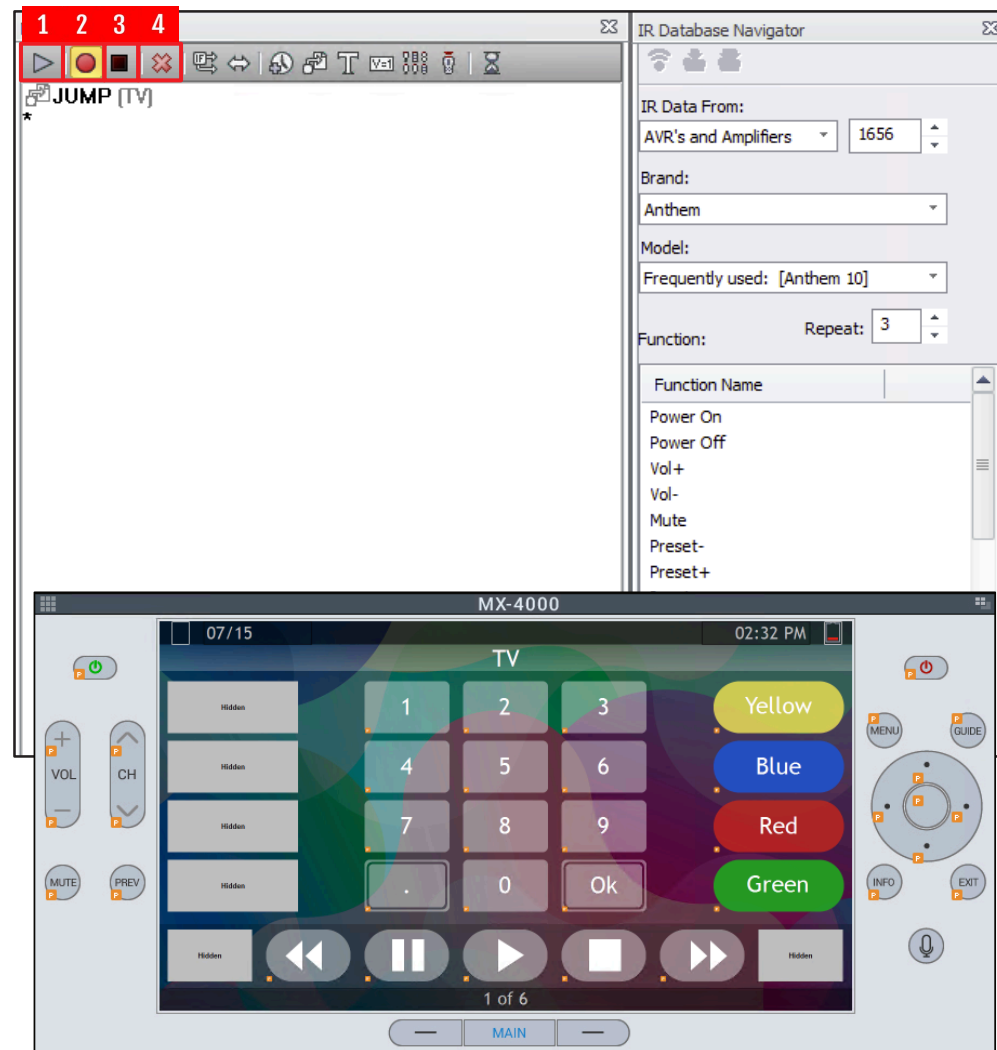 1 2 3 4
IR Database Navigator
IF
V=1
JUMP (TV)
*
IR Data From:
AVR's and Amplifiers 1656
Brand:
Anthem
Model:
Frequently used: [Anthem 10]
Function: Repeat: 3
Function Name
Power On
Power Off
Vol+
Vol-
Mute
Preset-
Preset+
MX-4000
07/15 02:32 PM
TV
Hidden 1 2 3 Yellow
Hidden 4 5 6 Blue
Hidden 7 8 9 Red
Hidden . 0 Ok Green
Hidden Hidden
1 of 6
MAIN
+
VOL
—
CH
MUTE
PREV
MENU
GUIDE
INFO
EXIT